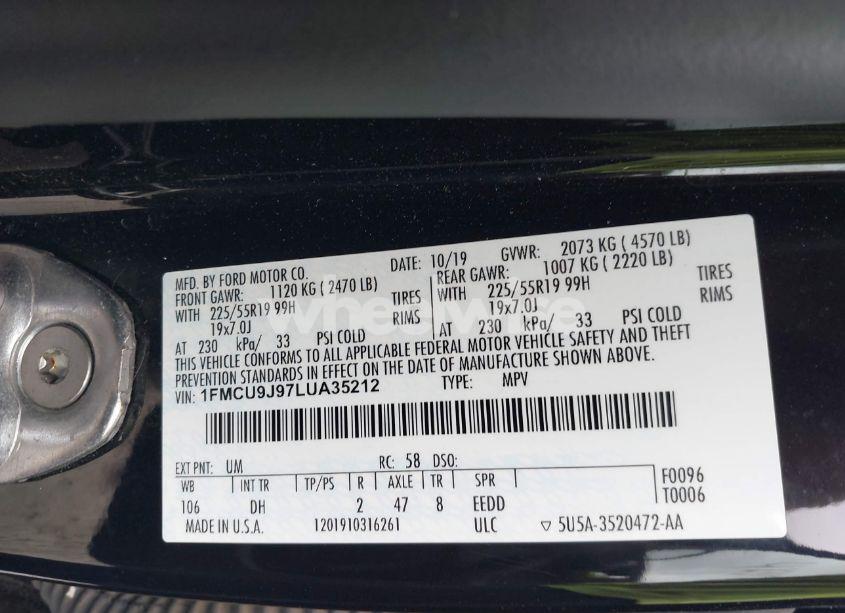 MFD. BY FORD MOTOR CO. DATE: 10/19 GVWR: 2073 KG ( 4570 LB)
FRONT GAWR: 1120 KG ( 2470 LB) REAR GAWR: 1007 KG ( 2220 LB)
WITH 225/55R19 99H TIRES WITH 225/55R19 99H TIRES
19x7.0J RIMS 19x7.0J RIMS
AT 230 kPa/ 33 PSI COLD AT 230 kPa/ 33 PSI COLD
THIS VEHICLE CONFORMS TO ALL APPLICABLE FEDERAL MOTOR VEHICLE SAFETY AND THEFT
PREVENTION STANDARDS IN EFFECT ON THE DATE OF MANUFACTURE SHOWN ABOVE.
VIN: 1FMCU9J97LUA35212 TYPE: MPV
EXT PNT: UM RC: 58 DSO:
WB INT TR TP/PS R AXLE TR SPR F0096
106 DH 2 47 8 EEDD T0006
MADE IN U.S.A. 1201910316261 ULC ▽ 5U5A-3520472-AA
wheelwise